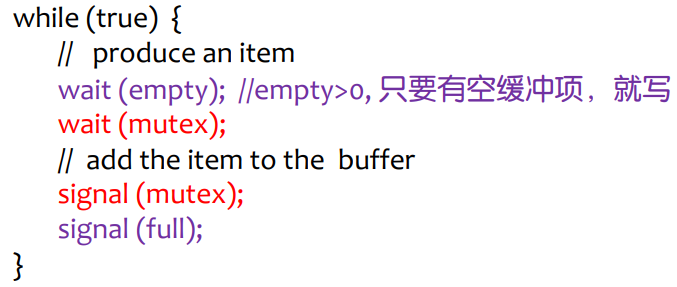 while (true)  {
//   produce an item
wait (empty);  //empty>0, 只要有空缓冲项，就写
wait (mutex);
//  add the item to the  buffer
signal (mutex);
signal (full);
}